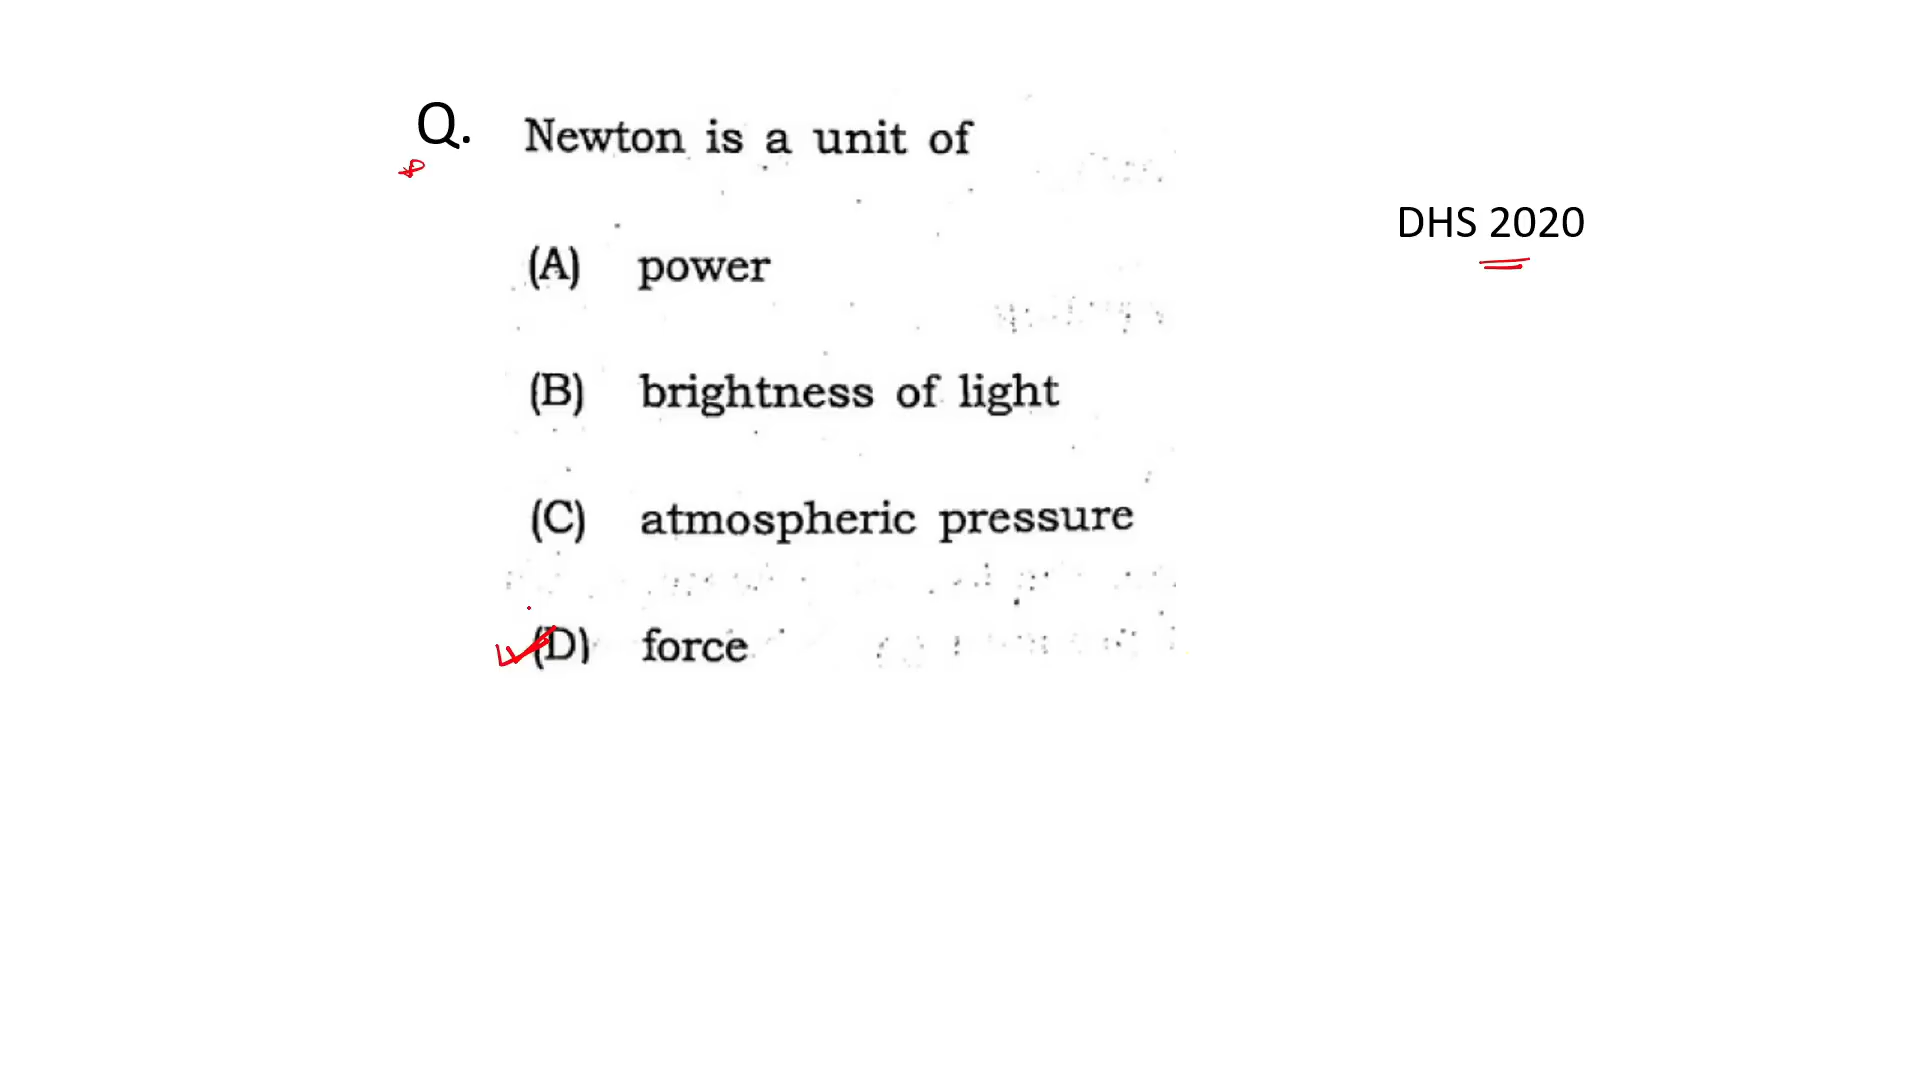 Q. Newton is a unit of
DHS 2020
(A) power
(B) brightness of light
(C) atmospheric pressure
(D) force